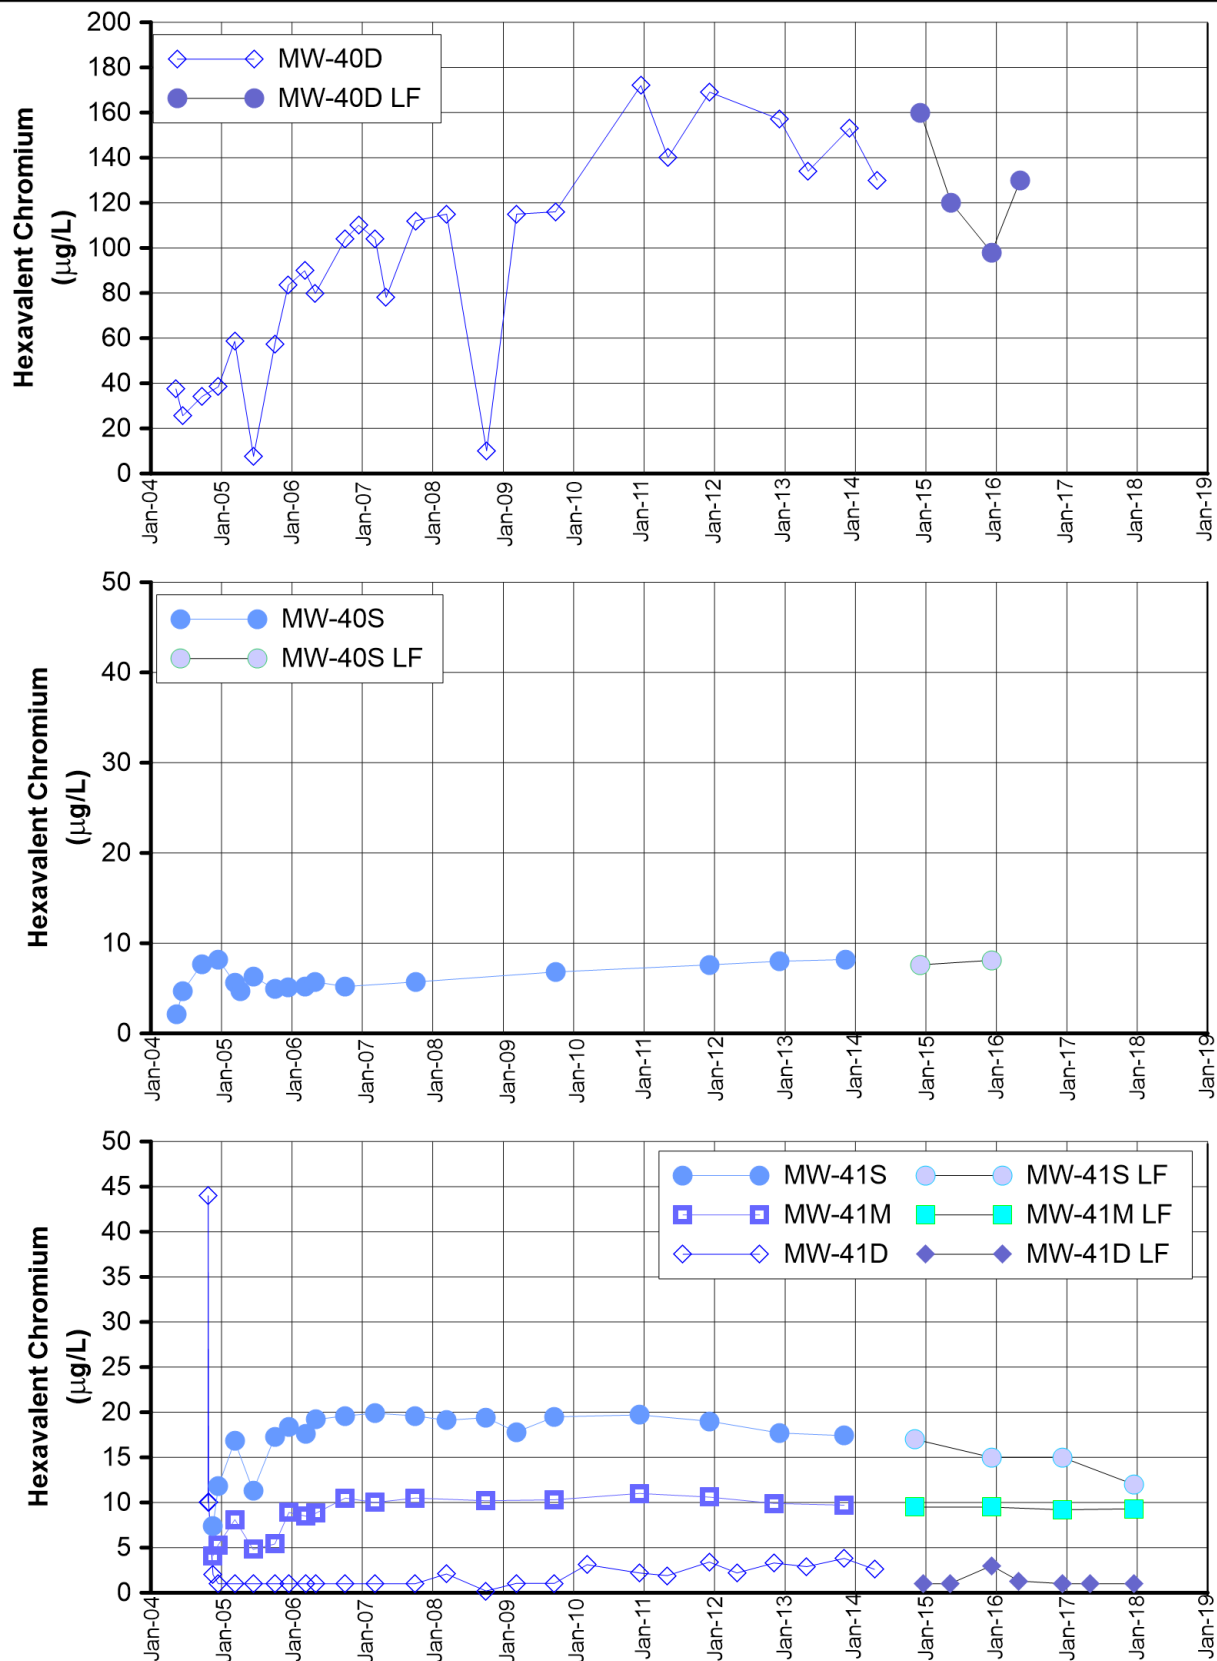 200
180
160
140
120
100
80
60
40
20
0
Hexavalent Chromium
(µg/L)
MW-40D
MW-40D LF
Jan-04
Jan-05
Jan-06
Jan-07
Jan-08
Jan-09
Jan-10
Jan-11
Jan-12
Jan-13
Jan-14
Jan-15
Jan-16
Jan-17
Jan-18
Jan-19
50
40
30
20
10
0
Hexavalent Chromium
(µg/L)
MW-40S
MW-40S LF
Jan-04
Jan-05
Jan-06
Jan-07
Jan-08
Jan-09
Jan-10
Jan-11
Jan-12
Jan-13
Jan-14
Jan-15
Jan-16
Jan-17
Jan-18
Jan-19
50
45
40
35
30
25
20
15
10
5
0
Hexavalent Chromium
(µg/L)
MW-41S MW-41S LF
MW-41M MW-41M LF
MW-41D MW-41D LF
Jan-04
Jan-05
Jan-06
Jan-07
Jan-08
Jan-09
Jan-10
Jan-11
Jan-12
Jan-13
Jan-14
Jan-15
Jan-16
Jan-17
Jan-18
Jan-19